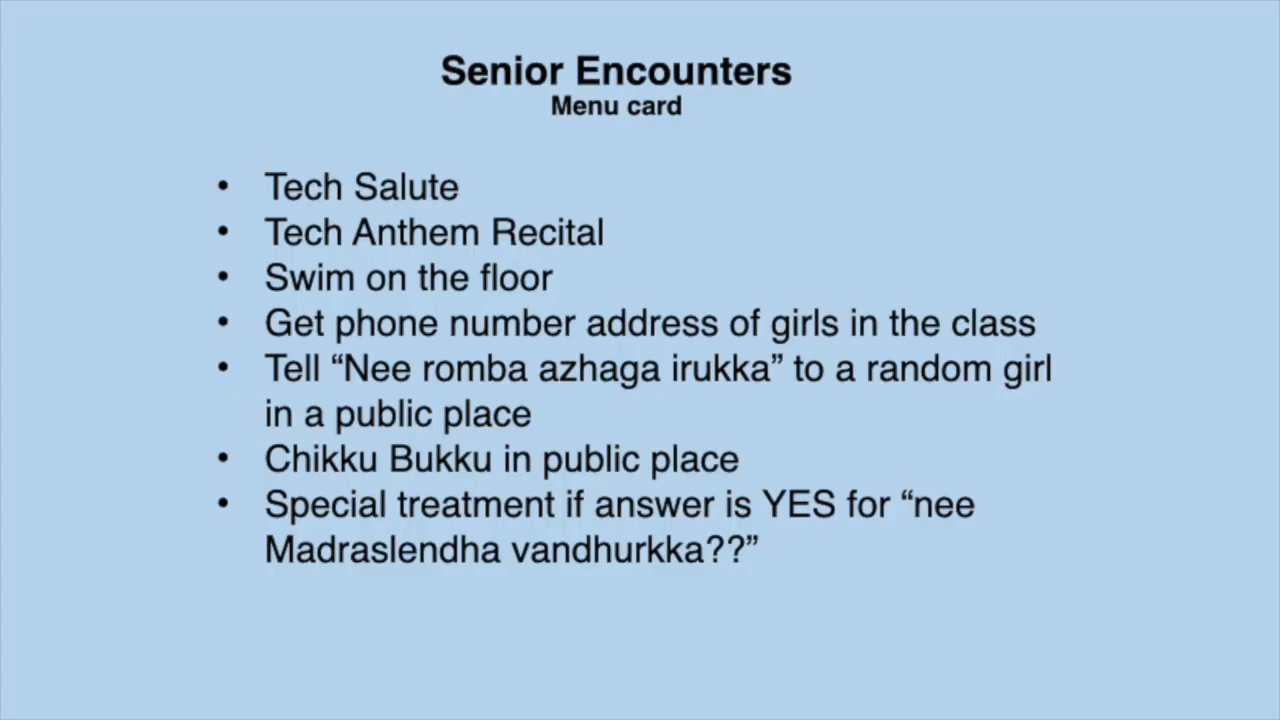 Senior Encounters
Menu card
• Tech Salute
• Tech Anthem Recital
• Swim on the floor
• Get phone number address of girls in the class
• Tell “Nee romba azhaga irukka” to a random girl
in a public place
• Chikku Bukku in public place
• Special treatment if answer is YES for “nee
Madraslendha vandhurkka??”